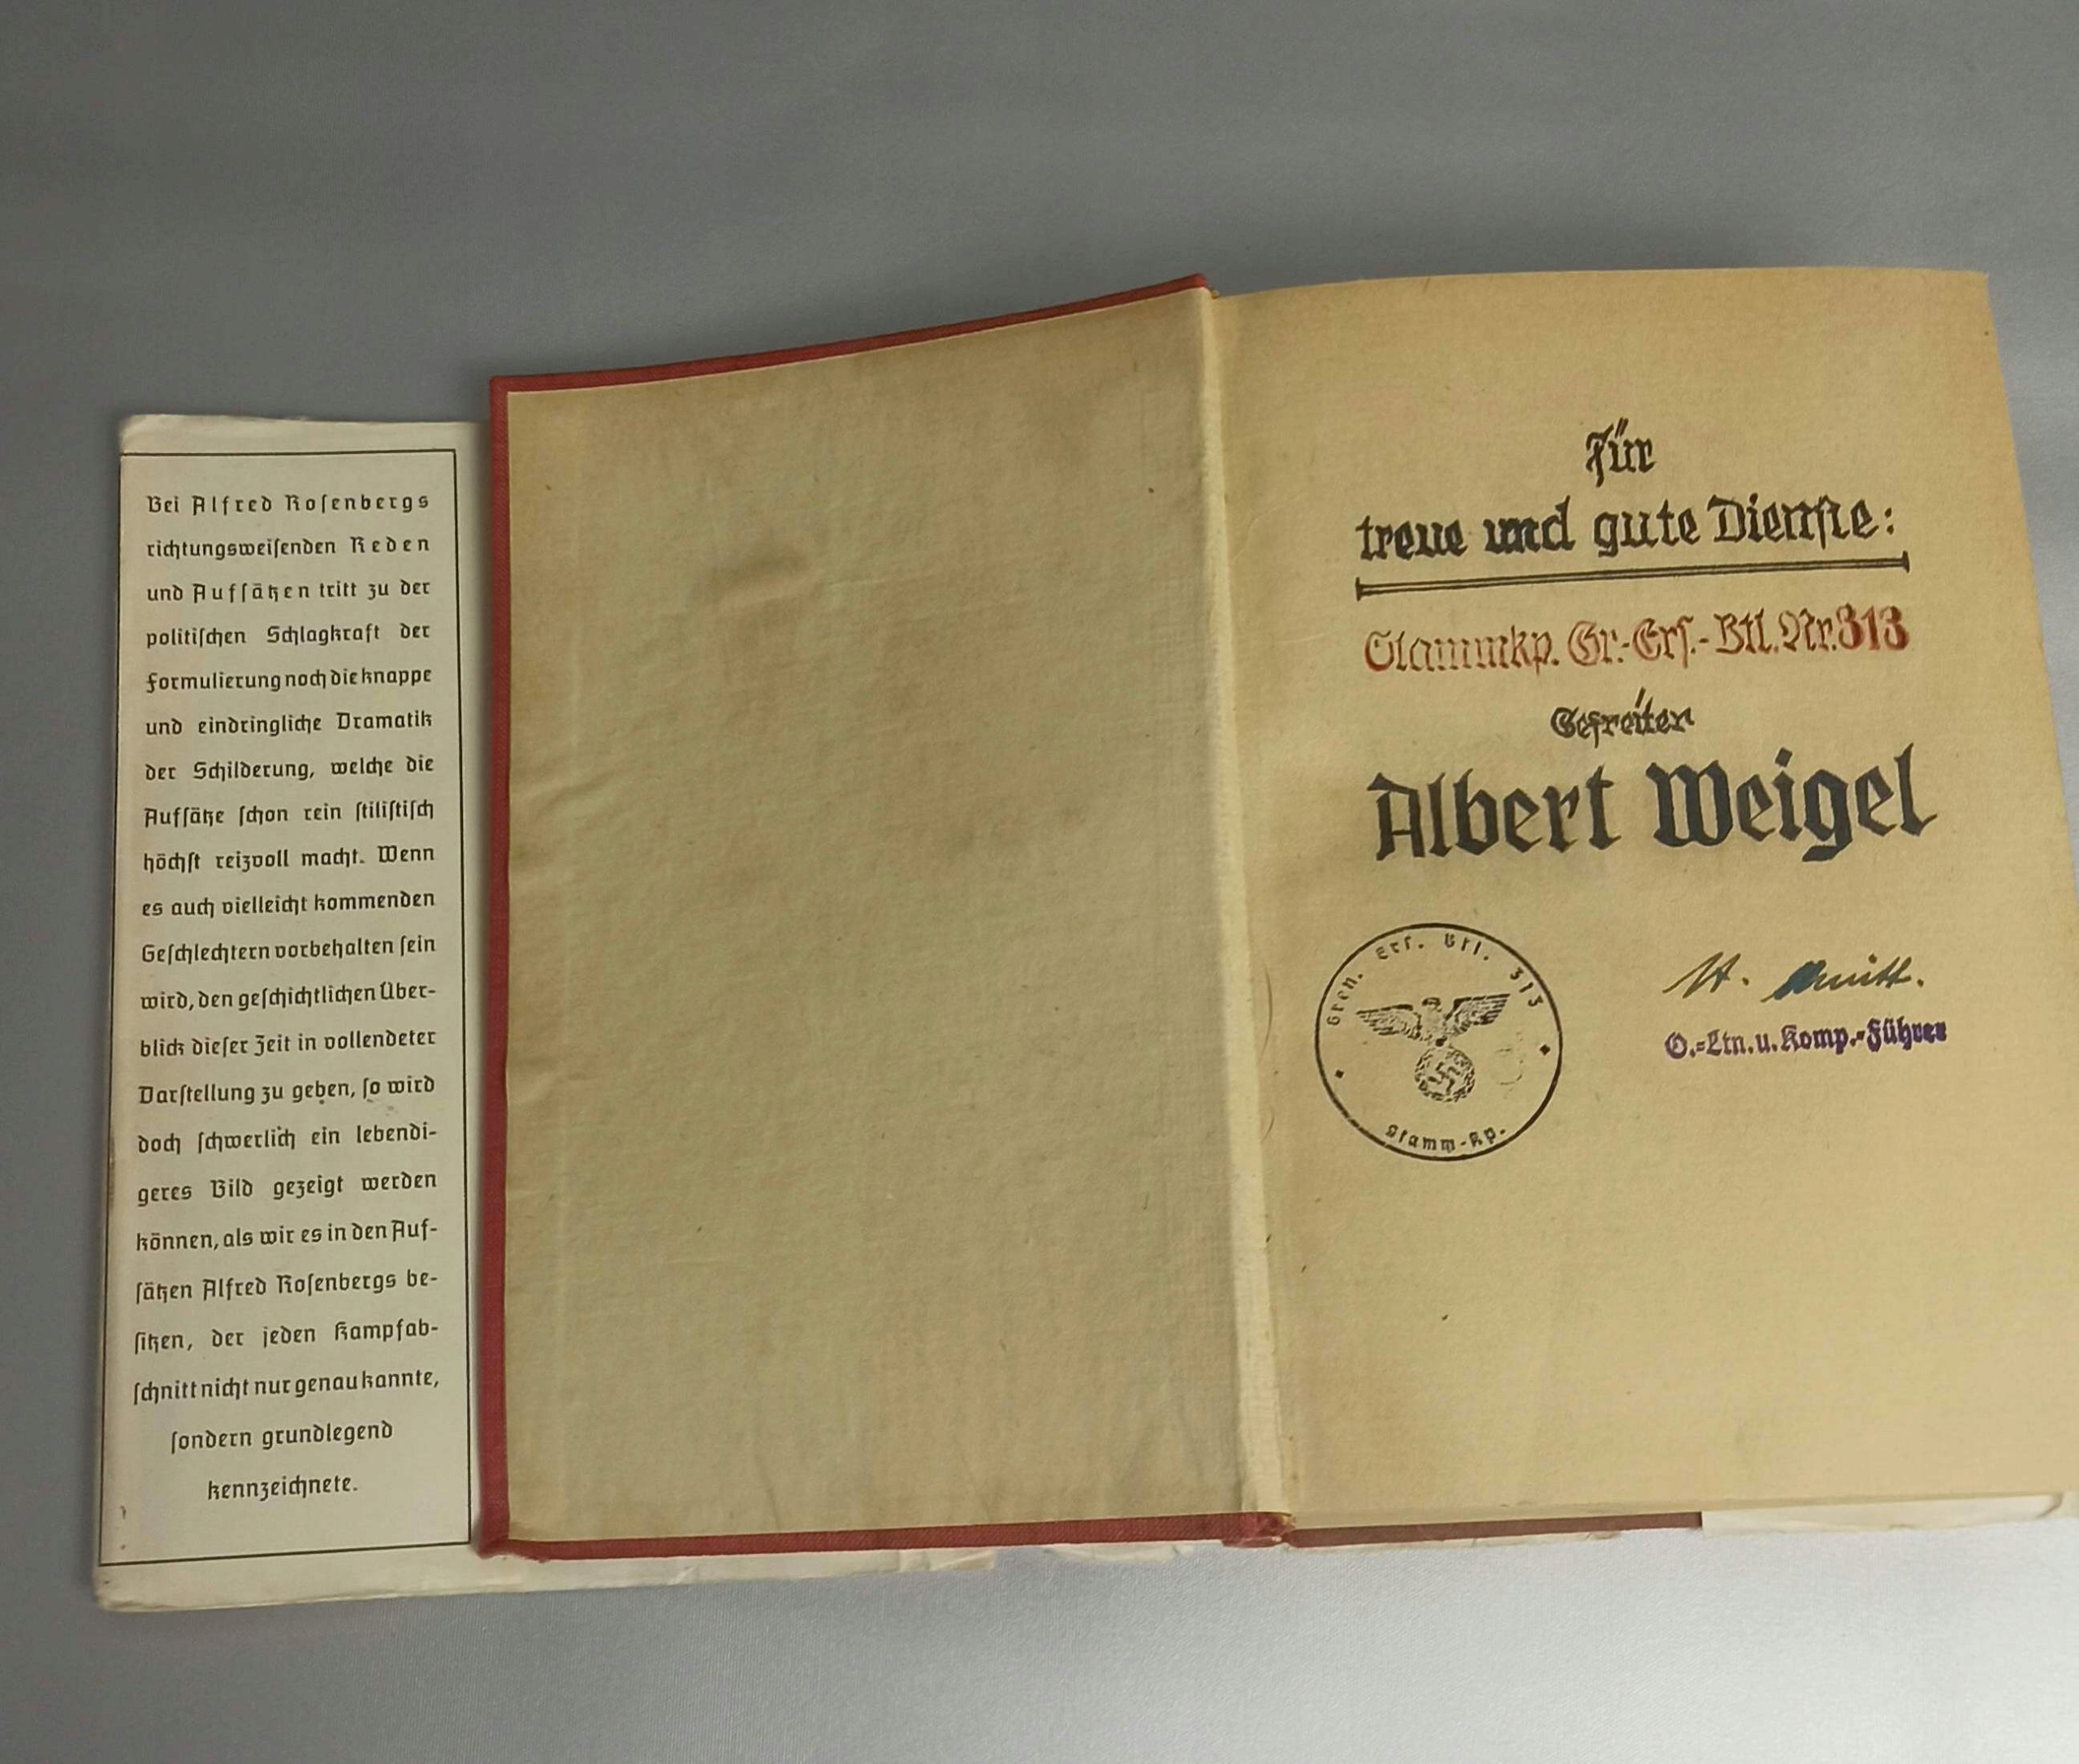 Bei Alfred Roſenbergs
richtungsweiſenden Reden
und Aufſätzen tritt zu der
politiſchen Schlagkraft der
Formulierung noch die knappe
und eindringliche Dramatik
der Schilderung, welche die
Aufſätze ſchon rein ſtiliſtiſch
höchſt reizvoll macht. Wenn
es auch vielleicht kommenden
Geſchlechtern vorbehalten ſein
wird, den geſchichtlichen Über-
blick dieſer Zeit in vollendeter
Darſtellung zu geben, ſo wird
doch ſchwerlich ein lebendi-
geres Bild gezeigt werden
können, als wir es in den Auf-
ſätzen Alfred Roſenbergs be-
ſitzen, der jeden Kampfab-
ſchnitt nicht nur genau kannte,
ſondern grundlegend
kennzeichnete.
Für
treue und gute Dienſte:
Stammkp. Gr.-Erſ.-Btl. Nr. 313
Gefreiter
Albert Weigel
Gren. Erſ. Btl. 313
Stamm-Kp.
O.-Ltn. u. Komp.-Führer